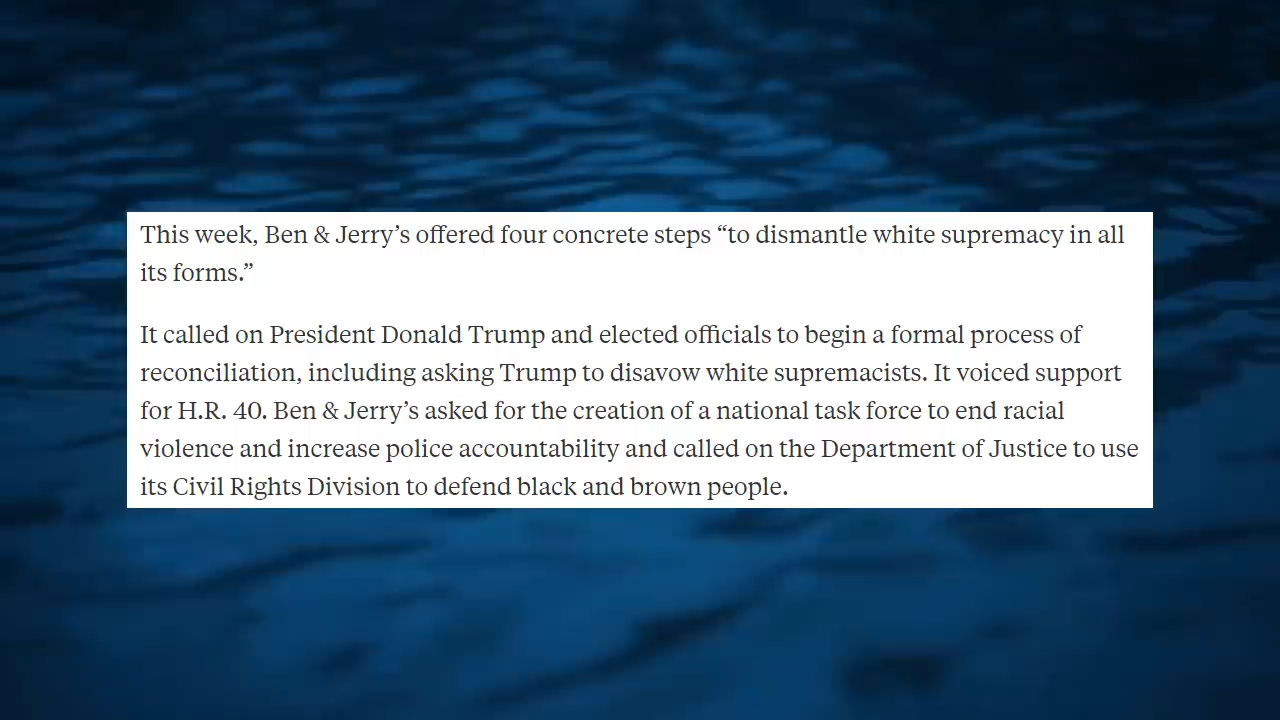 This week, Ben & Jerry’s offered four concrete steps “to dismantle white supremacy in all
its forms.”
It called on President Donald Trump and elected officials to begin a formal process of
reconciliation, including asking Trump to disavow white supremacists. It voiced support
for H.R. 40. Ben & Jerry’s asked for the creation of a national task force to end racial
violence and increase police accountability and called on the Department of Justice to use
its Civil Rights Division to defend black and brown people.